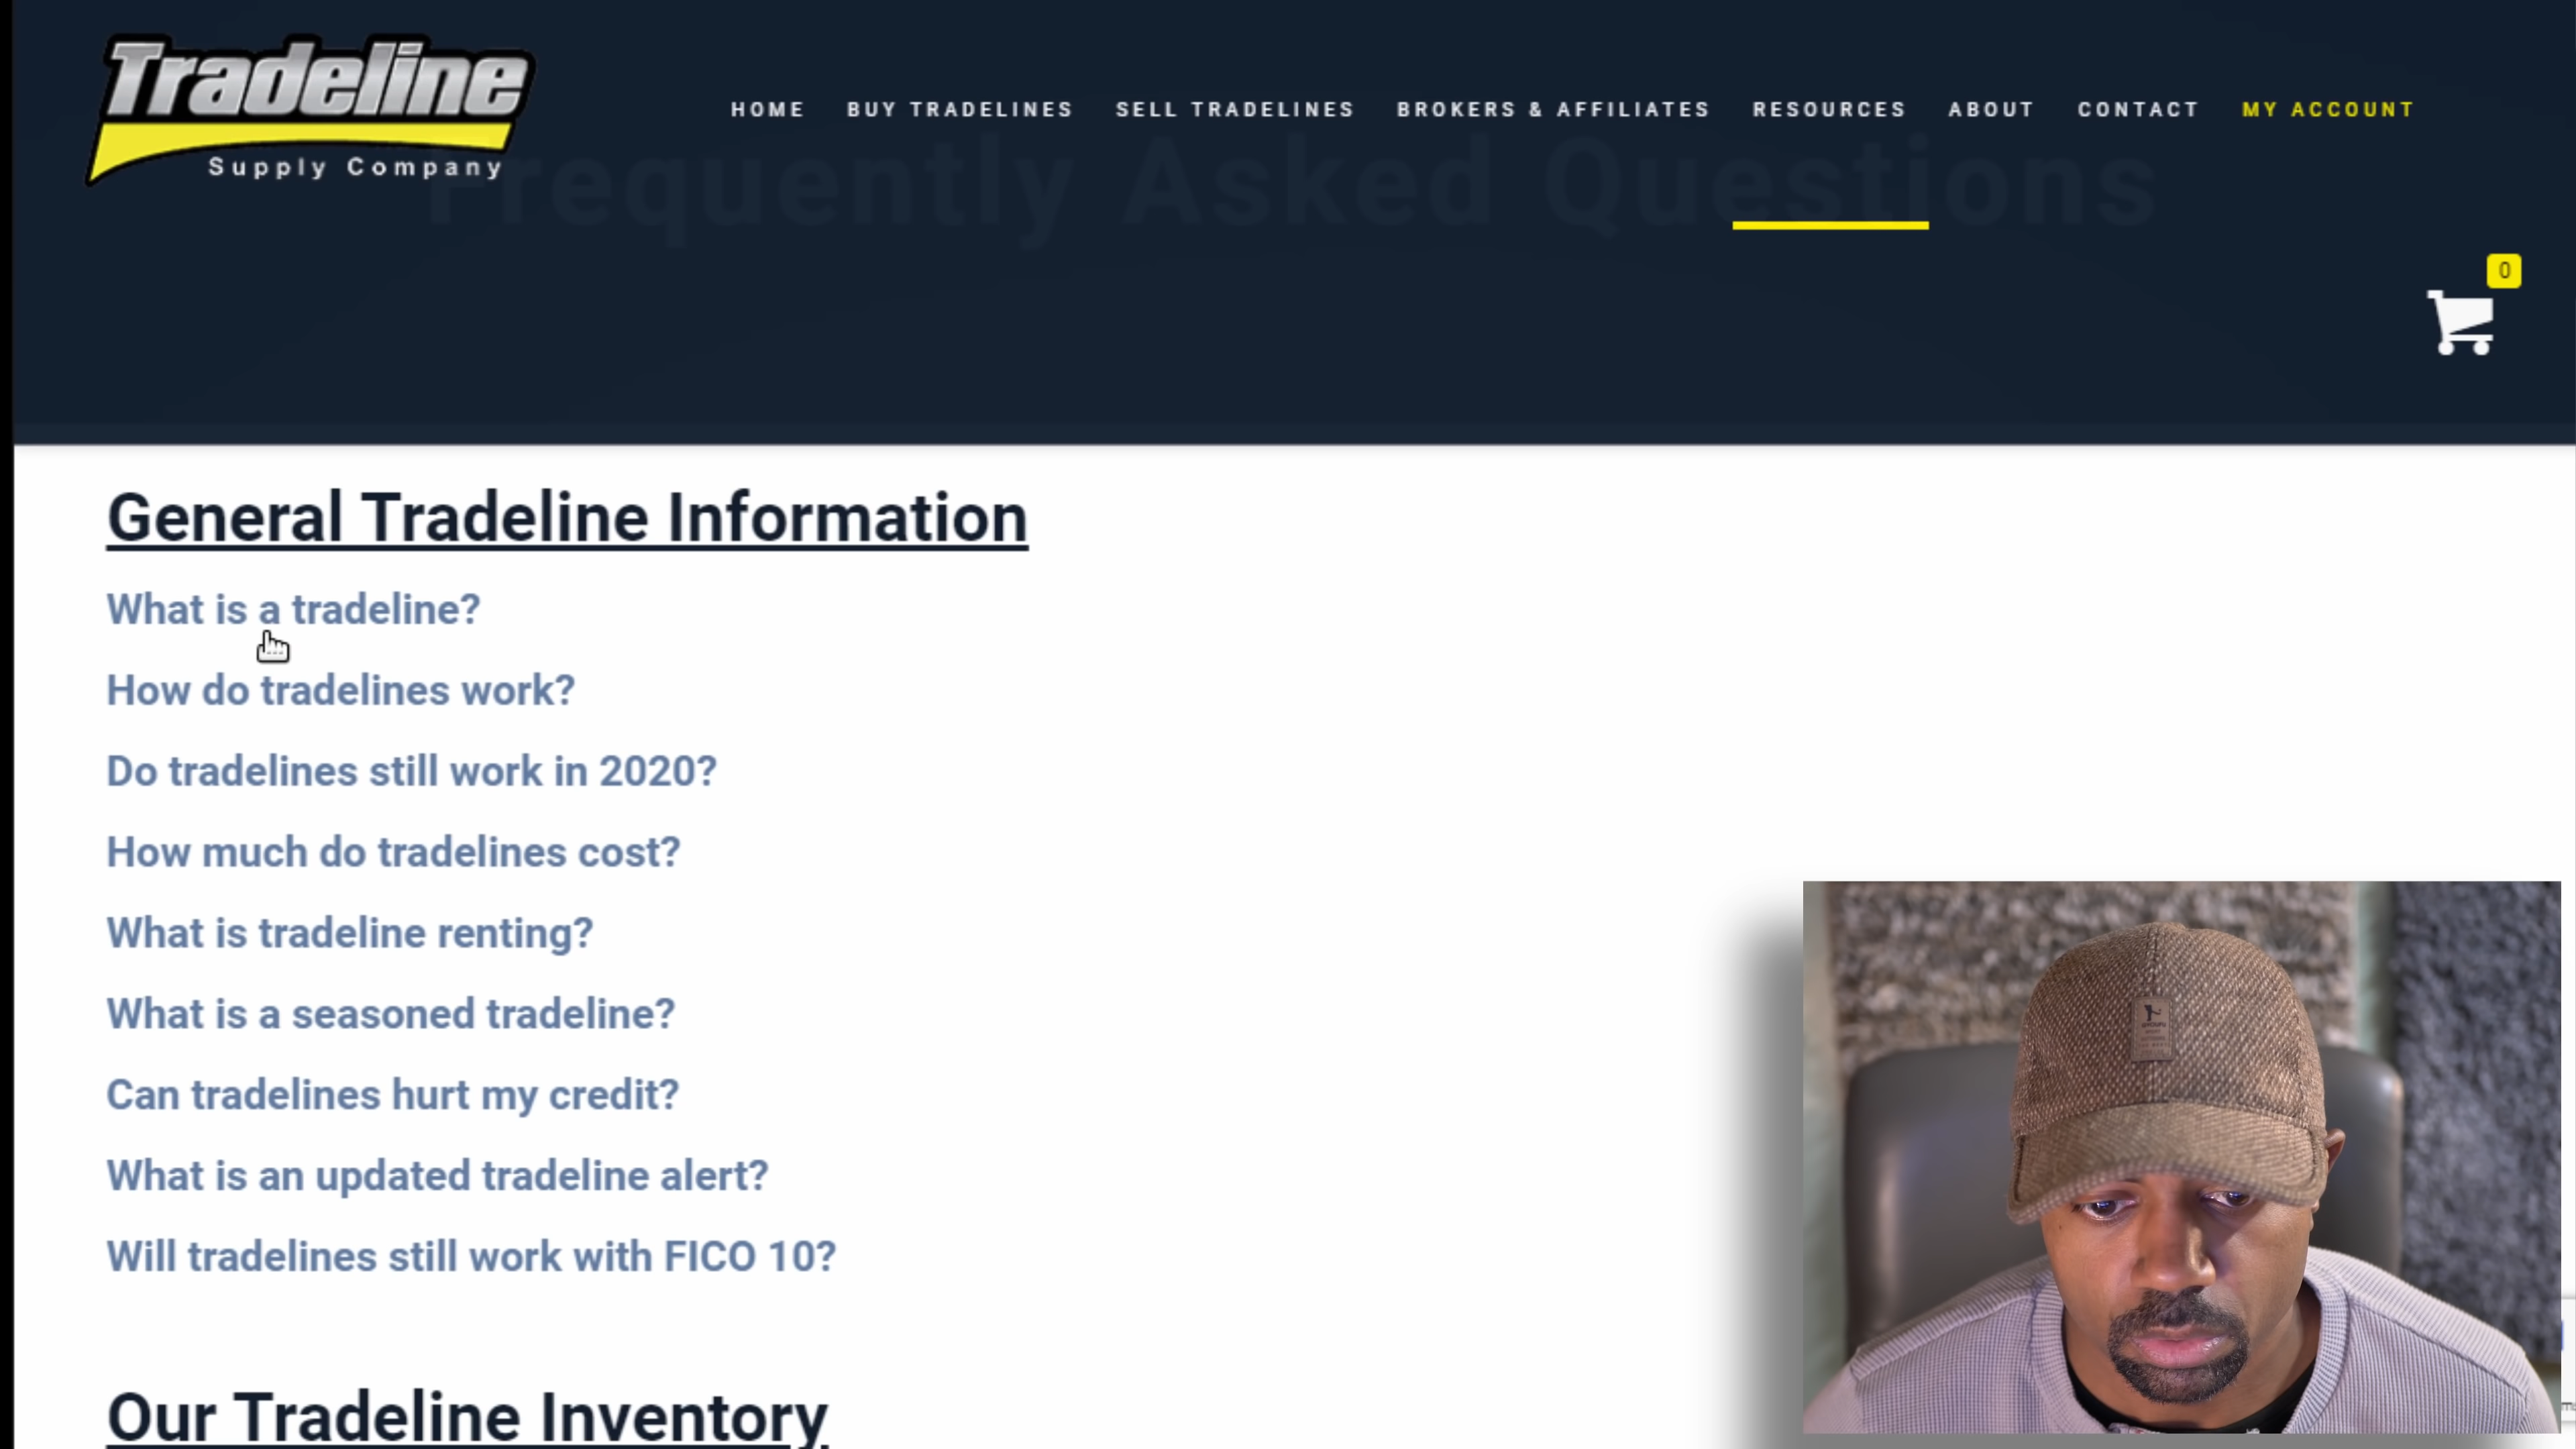 Tradeline
Supply Company
HOME BUY TRADELINES SELL TRADELINES BROKERS & AFFILIATES RESOURCES ABOUT CONTACT MY ACCOUNT
Frequently Asked Questions
0
General Tradeline Information
What is a tradeline?
How do tradelines work?
Do tradelines still work in 2020?
How much do tradelines cost?
What is tradeline renting?
What is a seasoned tradeline?
Can tradelines hurt my credit?
What is an updated tradeline alert?
Will tradelines still work with FICO 10?
Our Tradeline Inventory